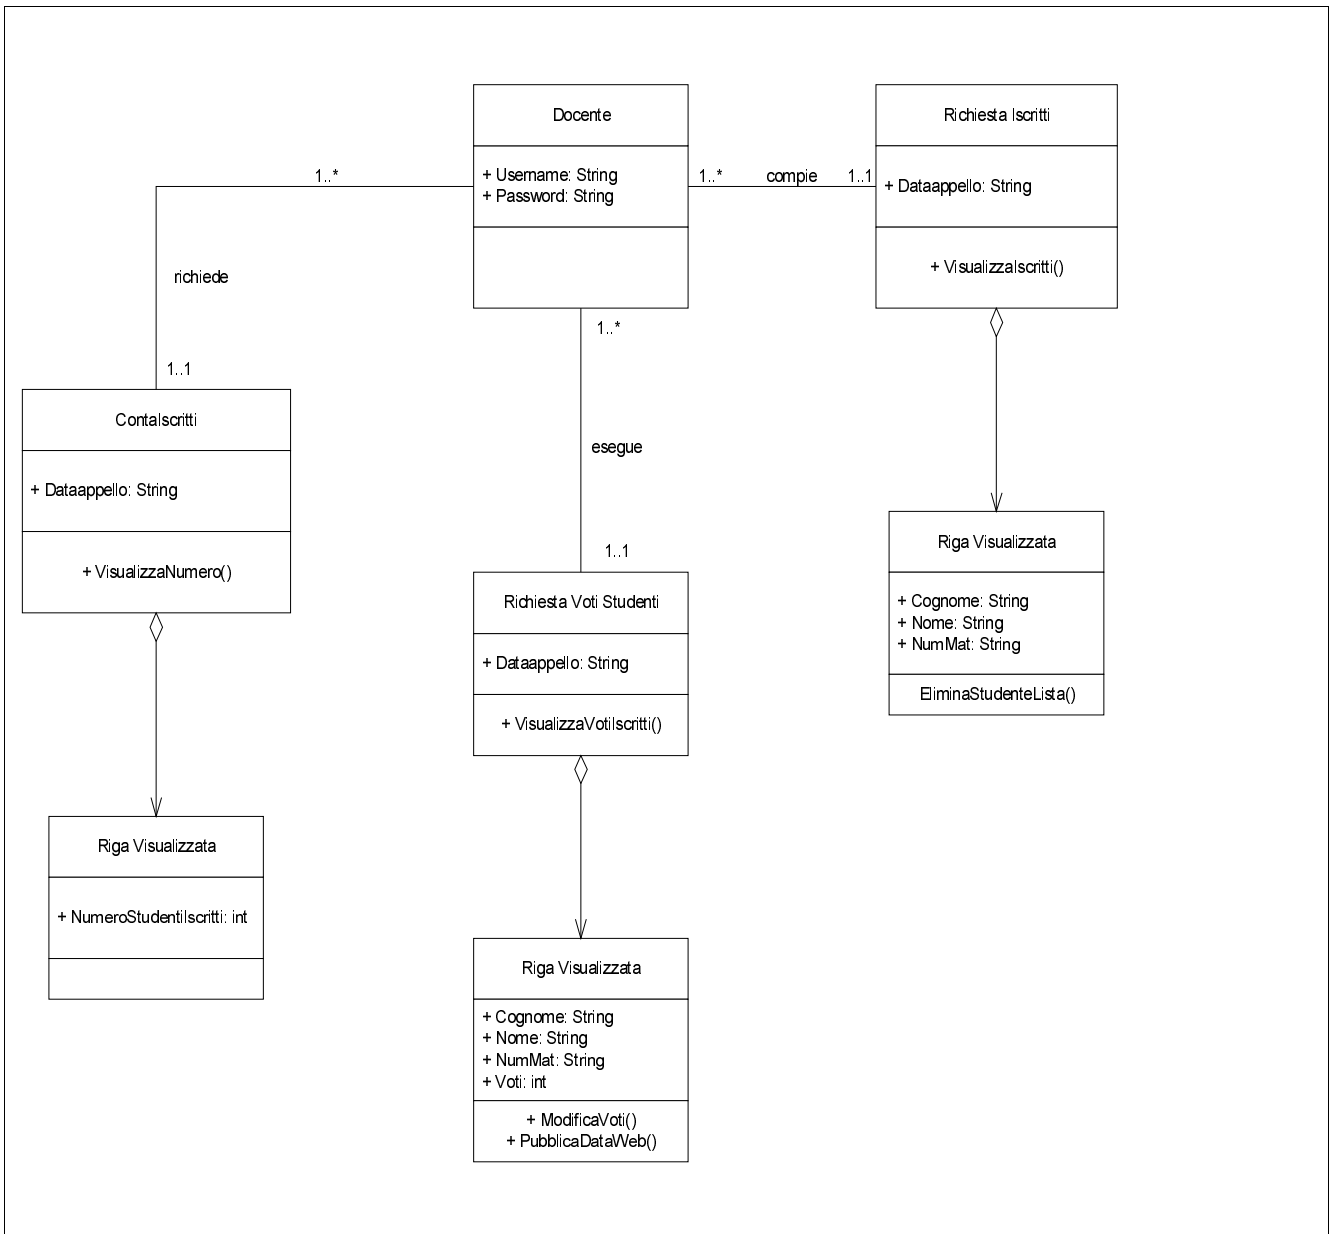 Docente
+ Username: String
+ Password: String
1..*
compie
1..1
Richiesta Iscritti
+ Dataappello: String
+ VisualizzaIscritti()
1..*
richiede
1..1
ContaIscritti
+ Dataappello: String
+ VisualizzaNumero()
1..*
esegue
1..1
Richiesta Voti Studenti
+ Dataappello: String
+ VisualizzaVotiIscritti()
Riga Visualizzata
+ Cognome: String
+ Nome: String
+ NumMat: String
EliminaStudenteLista()
Riga Visualizzata
+ NumeroStudentiIscritti: int
Riga Visualizzata
+ Cognome: String
+ Nome: String
+ NumMat: String
+ Voti: int
+ ModificaVoti()
+ PubblicaDataWeb()